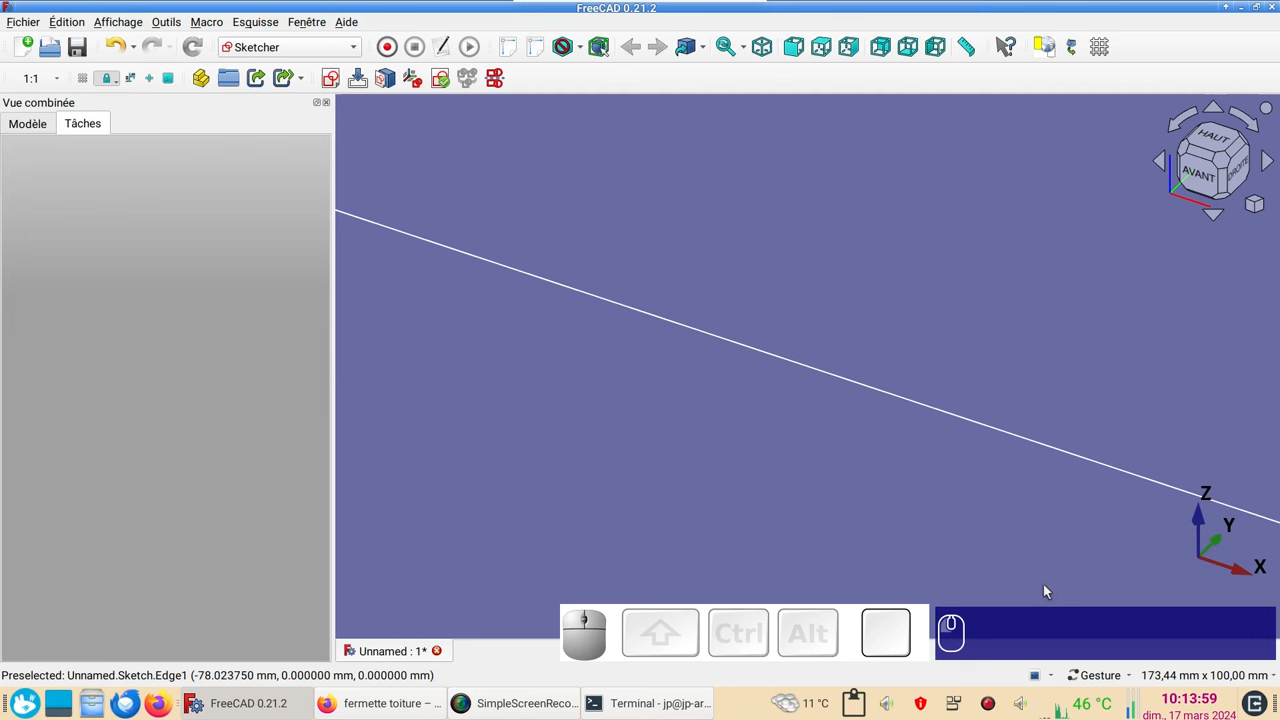 FreeCAD 0.21.2
Fichier Édition Affichage Outils Macro Esquisse Fenêtre Aide
Sketcher
1:1
Vue combinée
Modèle Tâches
HAUT
AVANT
DROITE
Z
Y
X
Ctrl Alt
Unnamed : 1*
Preselected: Unnamed.Sketch.Edge1 (-78.023750 mm, 0.000000 mm, 0.000000 mm) Gesture 173,44 mm x 100,00 mm
FreeCAD 0.21.2 fermette toiture – ... SimpleScreenReco... Terminal - jp@jp-ar... 11 °C 46 °C 10:13:59
dim., 17 mars 2024